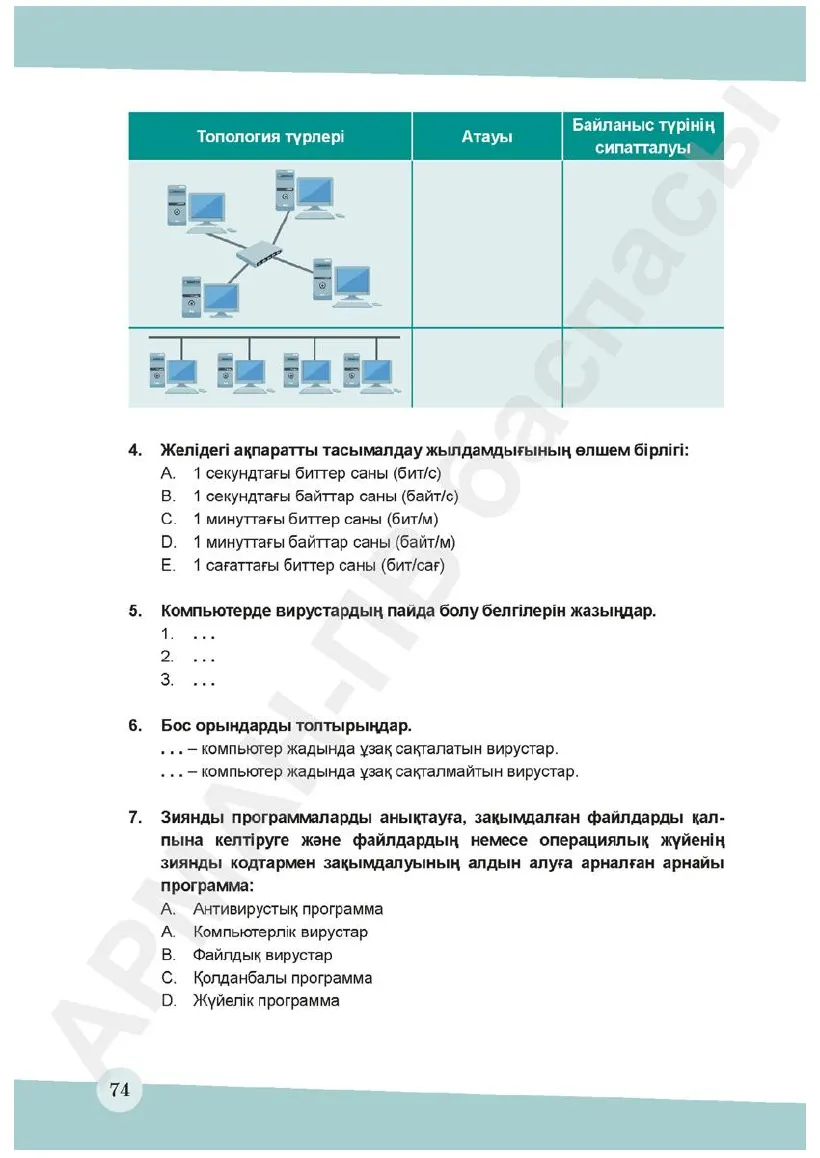 Топология түрлері
Атауы
Байланыс түрінің
сипатталуы
4. Желідегі ақпаратты тасымалдау жылдамдығының өлшем бірлігі:
A. 1 секундтағы биттер саны (бит/с)
B. 1 секундтағы байттар саны (байт/с)
C. 1 минуттағы биттер саны (бит/м)
D. 1 минуттағы байттар саны (байт/м)
E. 1 сағаттағы биттер саны (бит/сағ)
5. Компьютерде вирустардың пайда болу белгілерін жазыңдар.
1. . . .
2. . . .
3. . . .
6. Бос орындарды толтырыңдар.
. . . – компьютер жадында ұзақ сақталатын вирустар.
. . . – компьютер жадында ұзақ сақталмайтын вирустар.
7. Зиянды программаларды анықтауға, зақымдалған файлдарды қал-
пына келтіруге және файлдардың немесе операциялық жүйенің
зиянды кодтармен зақымдалуының алдын алуға арналған арнайы
программа:
A. Антивирустық программа
A. Компьютерлік вирустар
B. Файлдық вирустар
C. Қолданбалы программа
D. Жүйелік программа
74
АРМАН-ПВ баспасы